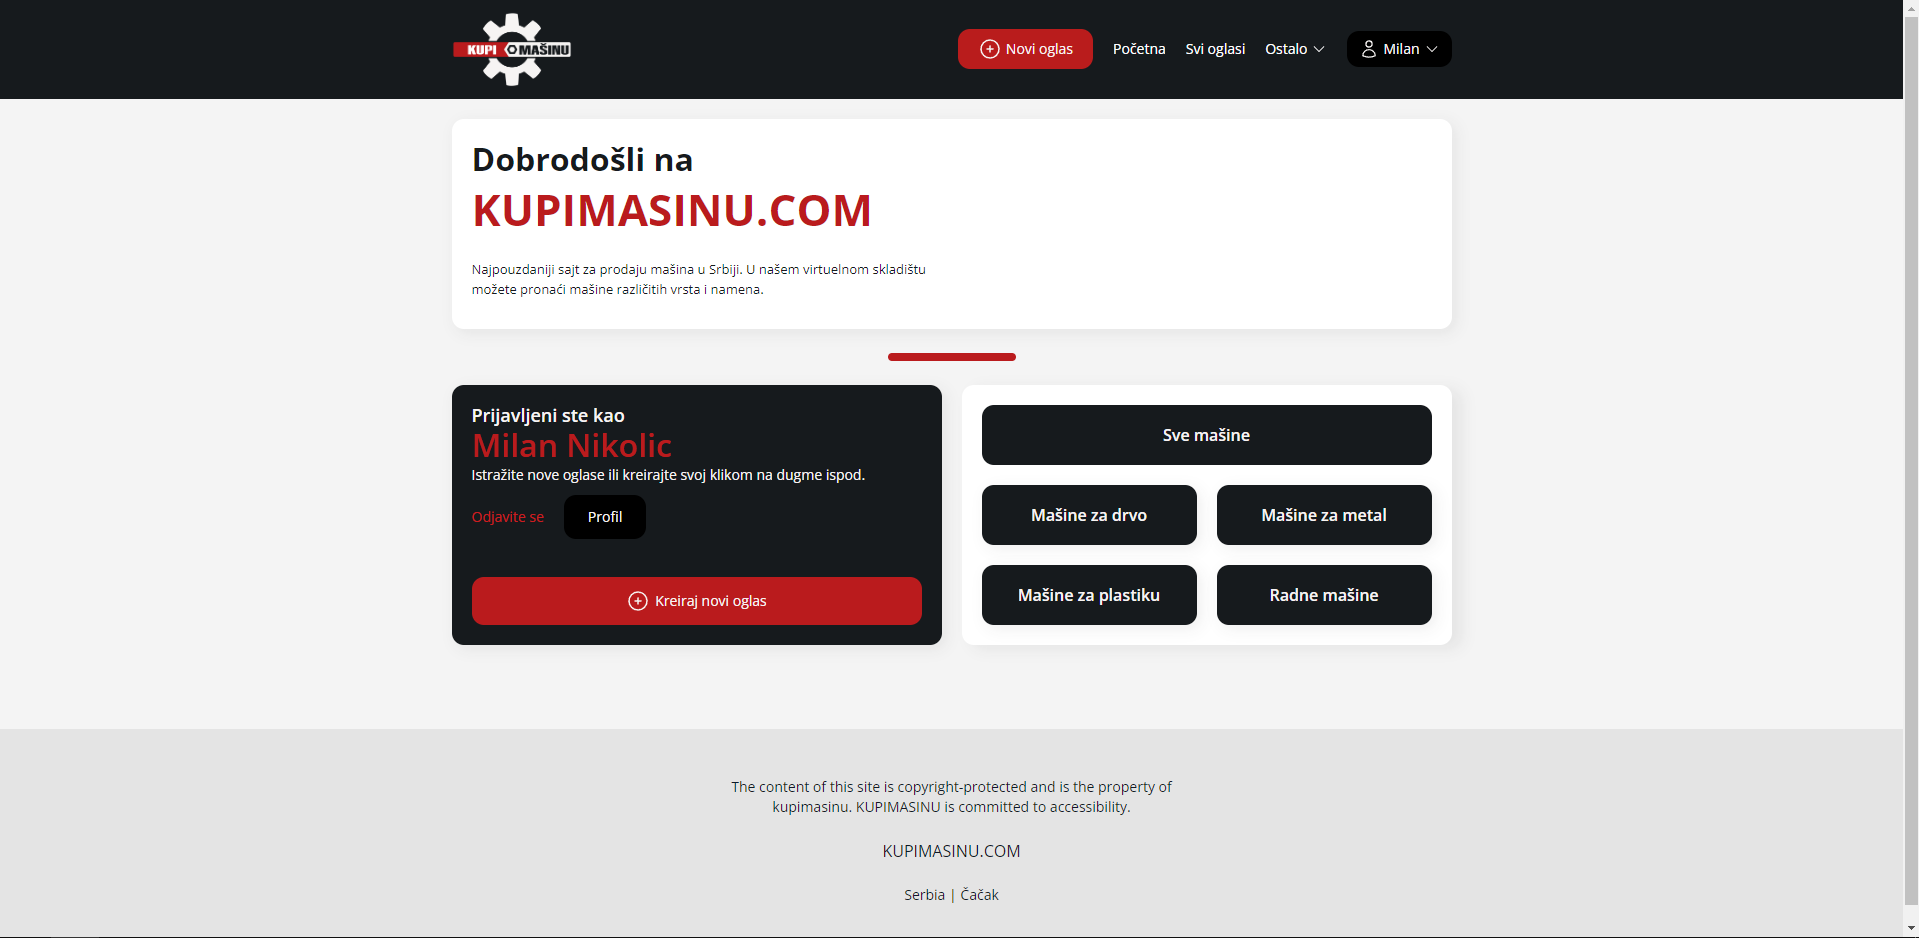 KUPI MAŠINU
Novi oglas
Početna
Svi oglasi
Ostalo
Milan
Dobrodošli na
KUPIMASINU.COM
Najpouzdaniji sajt za prodaju mašina u Srbiji. U našem virtuelnom skladištu
možete pronaći mašine različitih vrsta i namena.
Prijavljeni ste kao
Milan Nikolic
Istražite nove oglase ili kreirajte svoj klikom na dugme ispod.
Odjavite se
Profil
Kreiraj novi oglas
Sve mašine
Mašine za drvo
Mašine za metal
Mašine za plastiku
Radne mašine
The content of this site is copyright-protected and is the property of
kupimasinu. KUPIMASINU is committed to accessibility.
KUPIMASINU.COM
Serbia | Čačak